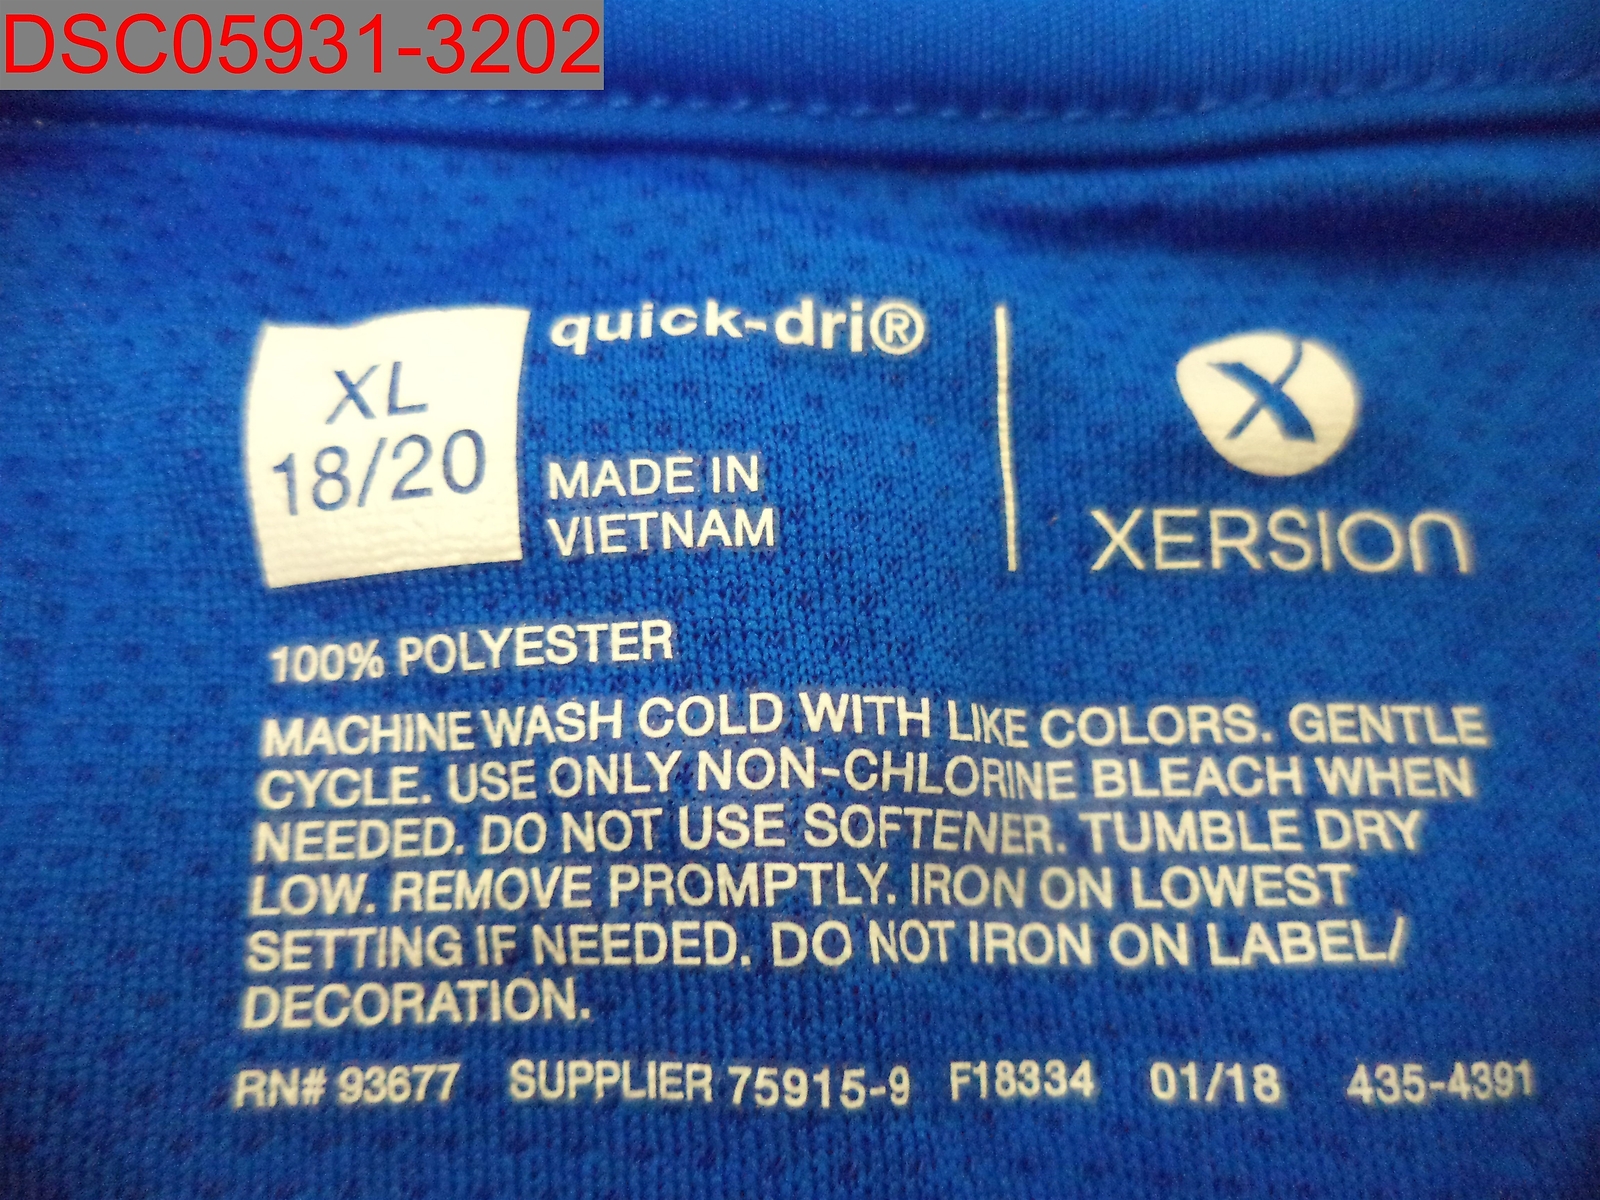 DSC05931-3202
XL
18/20
quick-dri®
MADE IN
VIETNAM
X
XERSION
100% POLYESTER
MACHINE WASH COLD WITH LIKE COLORS. GENTLE
CYCLE. USE ONLY NON-CHLORINE BLEACH WHEN
NEEDED. DO NOT USE SOFTENER. TUMBLE DRY
LOW. REMOVE PROMPTLY. IRON ON LOWEST
SETTING IF NEEDED. DO NOT IRON ON LABEL/
DECORATION.
RN# 93677 SUPPLIER 75915-9 F18334 01/18 435-4391